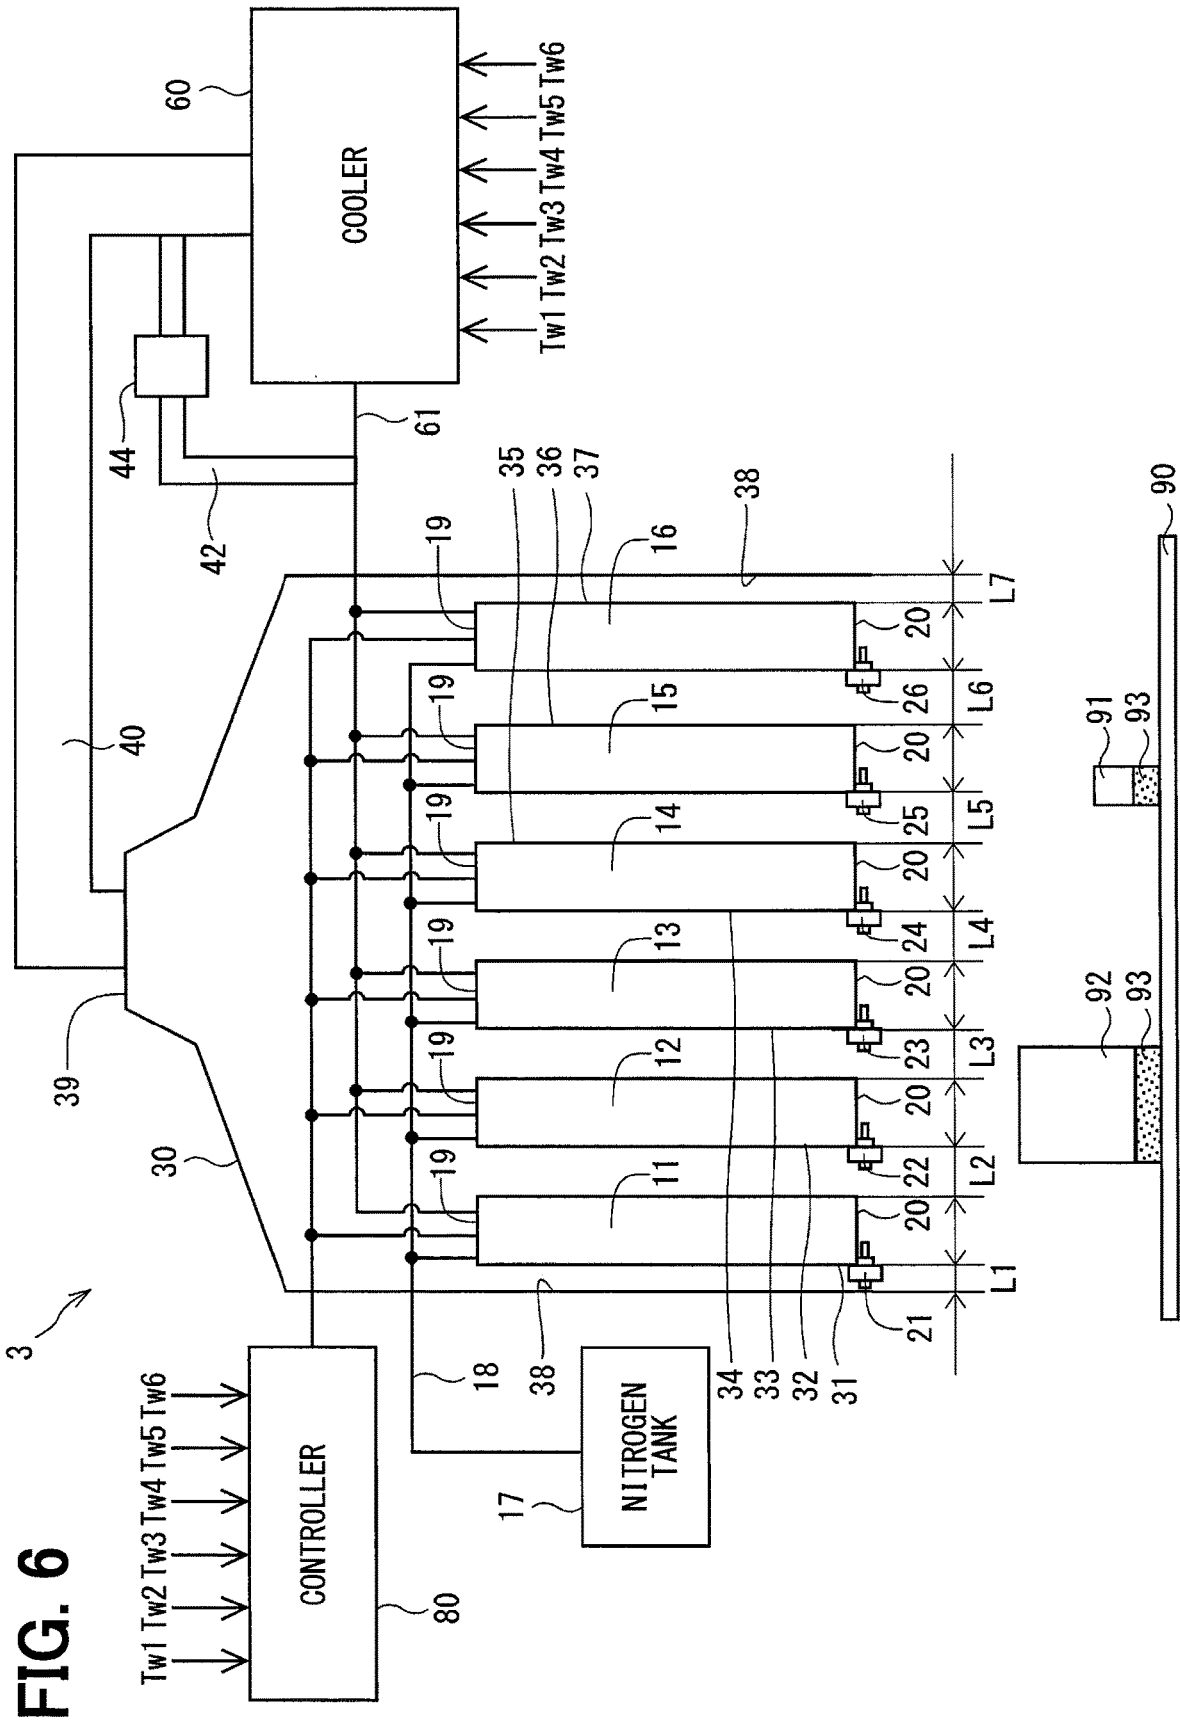 FIG. 6
3
Tw1 Tw2 Tw3 Tw4 Tw5 Tw6
CONTROLLER
80
NITROGEN
TANK
17
18
30
39
40
42
44
60
COOLER
Tw1 Tw2 Tw3 Tw4 Tw5 Tw6
61
19 19 19 19 19 19
11 12 13 14 15 16
35
36
37
38
38
34
33
32
31
20 20 20 20 20 20
21 22 23 24 25 26
L1 L2 L3 L4 L5 L6 L7
92
93
91
93
90